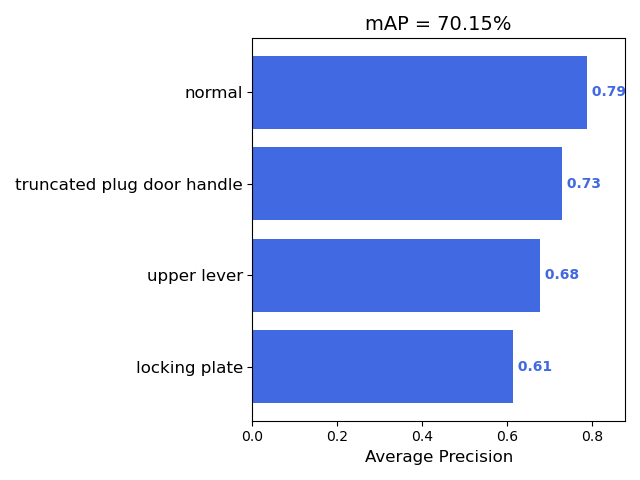 mAP = 70.15%
normal
0.79
truncated plug door handle
0.73
upper lever
0.68
locking plate
0.61
0.0 0.2 0.4 0.6 0.8
Average Precision